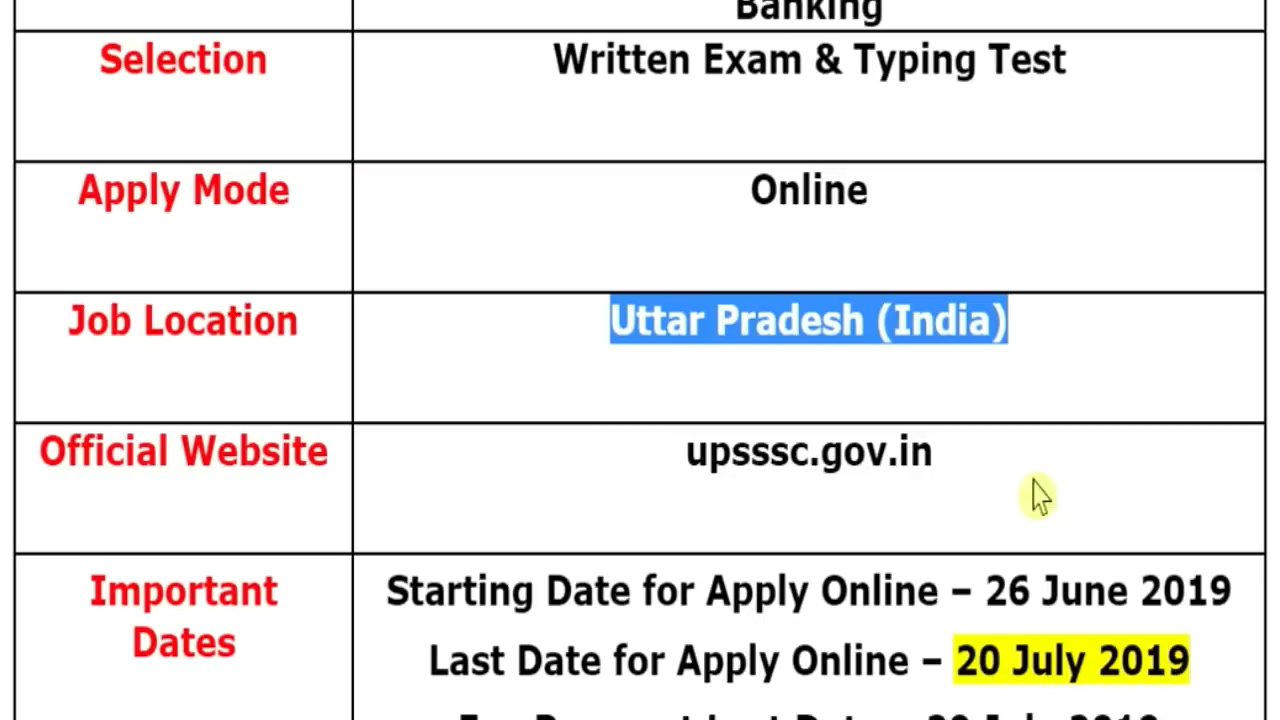 Banking
Selection
Written Exam & Typing Test
Apply Mode
Online
Job Location
Uttar Pradesh (India)
Official Website
upsssc.gov.in
Important
Dates
Starting Date for Apply Online – 26 June 2019
Last Date for Apply Online – 20 July 2019